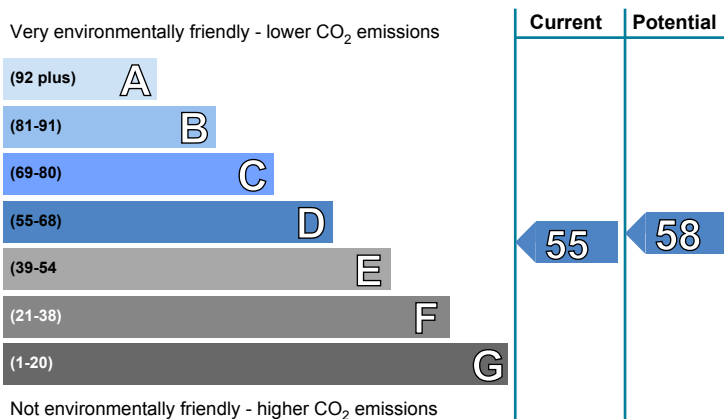 Current Potential
Very environmentally friendly - lower CO2 emissions
(92 plus) A
(81-91) B
(69-80) C
(55-68) D
55 58
(39-54 E
(21-38) F
(1-20) G
Not environmentally friendly - higher CO2 emissions